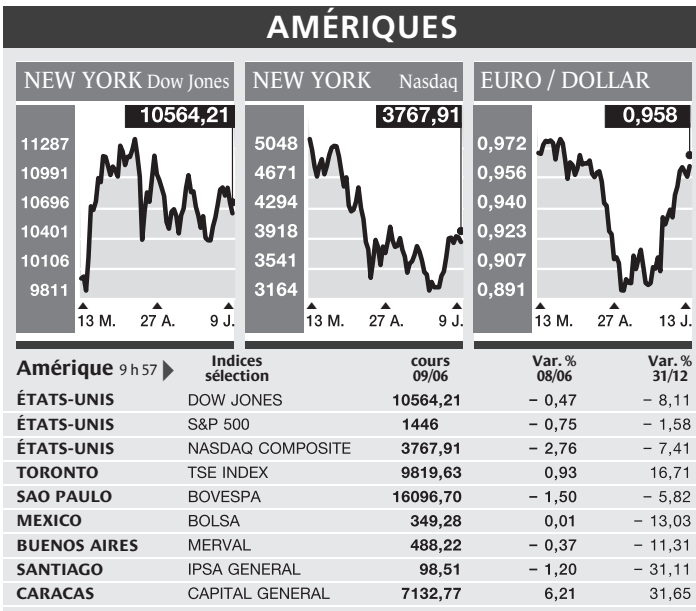 AMÉRIQUES
NEW YORK Dow Jones
10564,21
11287
10991
10696
10401
10106
9811
13 M. 27 A. 9 J.
NEW YORK Nasdaq
3767,91
5048
4671
4294
3918
3541
3164
13 M. 27 A. 9 J.
EURO / DOLLAR
0,958
0,972
0,956
0,940
0,923
0,907
0,891
13 M. 27 A. 13 J.
Amérique 9 h 57 Indices sélection cours 09/06 Var. % 08/06 Var. % 31/12
ÉTATS-UNIS DOW JONES 10564,21 – 0,47 – 8,11
ÉTATS-UNIS S&P 500 1446 – 0,75 – 1,58
ÉTATS-UNIS NASDAQ COMPOSITE 3767,91 – 2,76 – 7,41
TORONTO TSE INDEX 9819,63 0,93 16,71
SAO PAULO BOVESPA 16096,70 – 1,50 – 5,82
MEXICO BOLSA 349,28 0,01 – 13,03
BUENOS AIRES MERVAL 488,22 – 0,37 – 11,31
SANTIAGO IPSA GENERAL 98,51 – 1,20 – 31,11
CARACAS CAPITAL GENERAL 7132,77 6,21 31,65